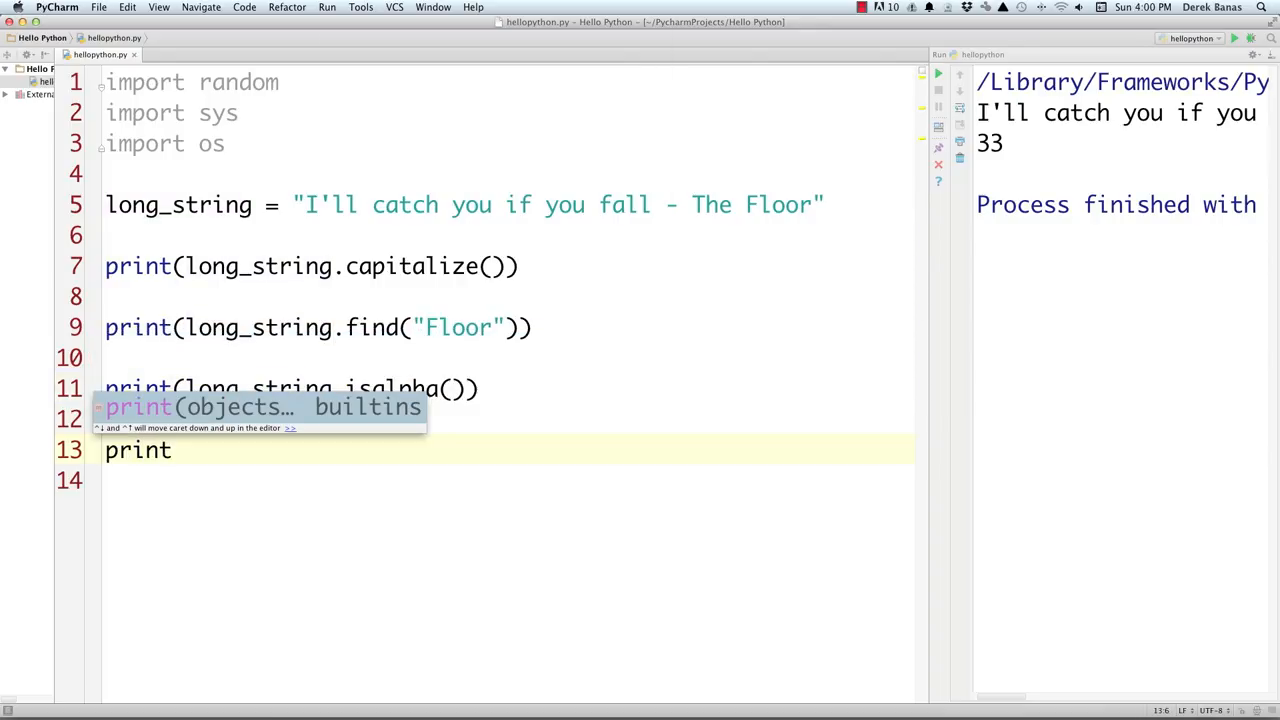 PyCharm File Edit View Navigate Code Refactor Run Tools VCS Window Help 10 Sun 4:00 PM Derek Banas
hellopython.py – Hello Python – [~/PycharmProjects/Hello Python]
Hello Python hellopython.py hellopython
hellopython.py Run hellopython
Hello P
hell
Extern
1 import random
2 import sys
3 import os
4
5 long_string = "I'll catch you if you fall - The Floor"
6
7 print(long_string.capitalize())
8
9 print(long_string.find("Floor"))
10
11 print(long_string.isalpha())
12
13 print
14
print(objects… builtins
^↓ and ^↑ will move caret down and up in the editor >>
/Library/Frameworks/Py
I'll catch you if you
33
Process finished with
13:6 LF UTF-8